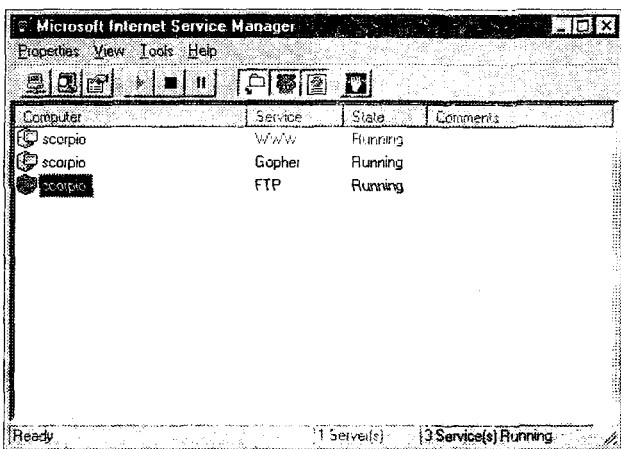 Microsoft Internet Service Manager
Properties View Tools Help
Computer Service State Comments
scorpio WWW Running
scorpio Gopher Running
scorpio FTP Running
Ready 1 Server(s) 3 Service(s) Running